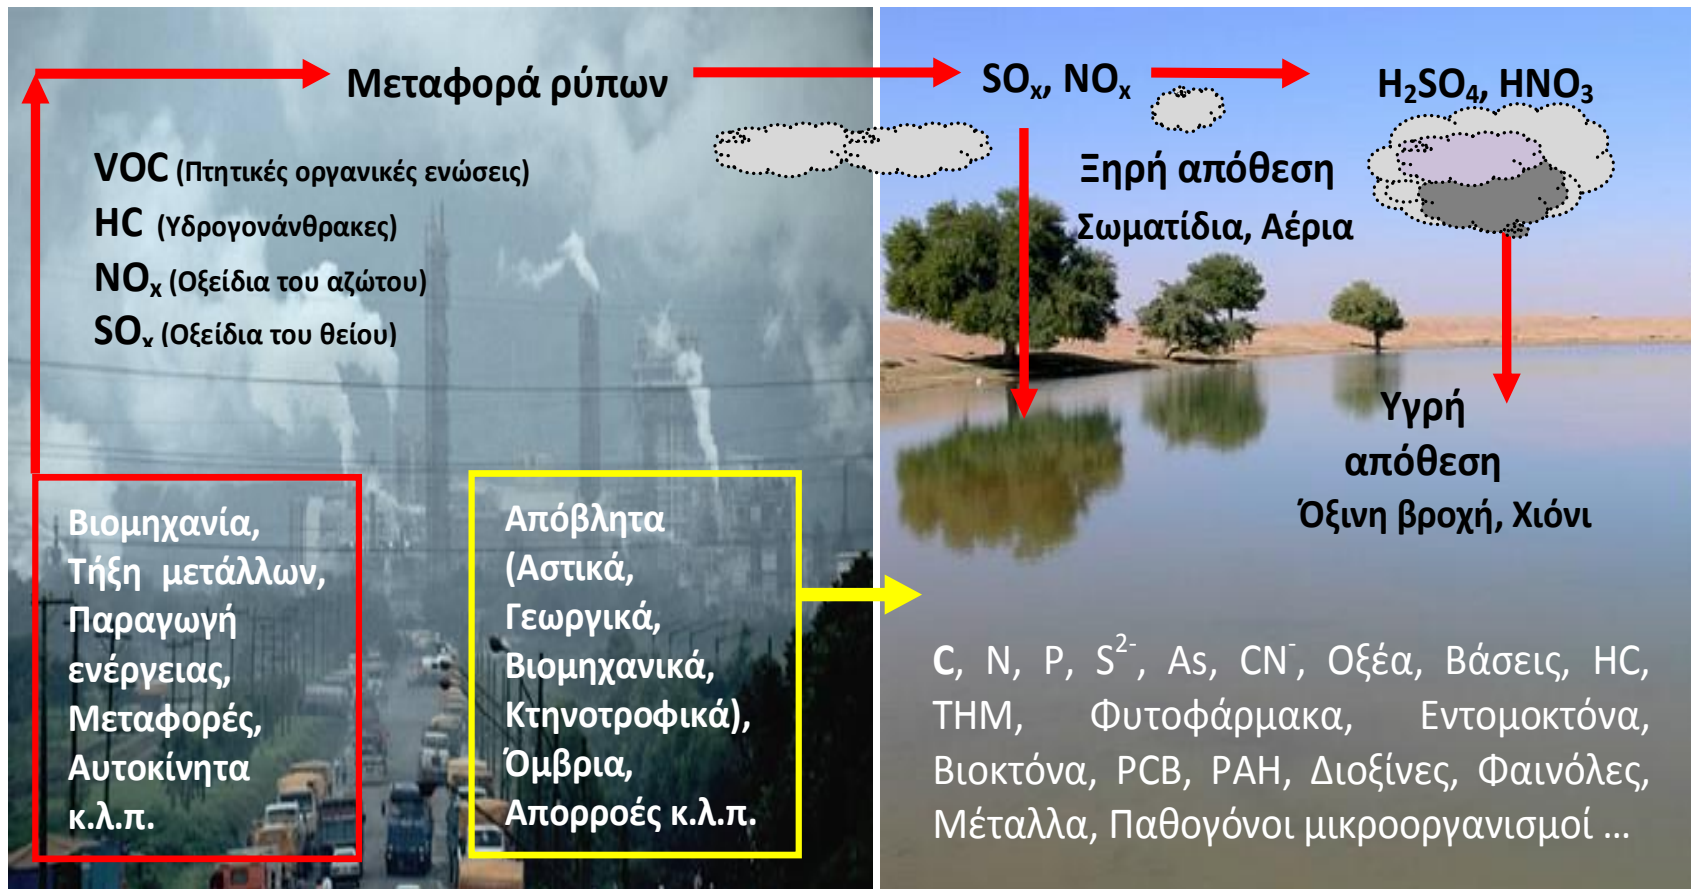 Μεταφορά ρύπων
SOx, NOx
H2SO4, HNO3
VOC (Πτητικές οργανικές ενώσεις)
HC (Υδρογονάνθρακες)
NOx (Οξείδια του αζώτου)
SOx (Οξείδια του θείου)
Ξηρή απόθεση
Σωματίδια, Αέρια
Υγρή
απόθεση
Όξινη βροχή, Χιόνι
Βιομηχανία,
Τήξη μετάλλων,
Παραγωγή
ενέργειας,
Μεταφορές,
Αυτοκίνητα
κ.λ.π.
Απόβλητα
(Αστικά,
Γεωργικά,
Βιομηχανικά,
Κτηνοτροφικά),
Όμβρια,
Απορροές κ.λ.π.
C, N, P, S2-, As, CN-, Οξέα, Βάσεις, HC,
THM, Φυτοφάρμακα, Εντομοκτόνα,
Βιοκτόνα, PCB, PAH, Διοξίνες, Φαινόλες,
Μέταλλα, Παθογόνοι μικροοργανισμοί ...